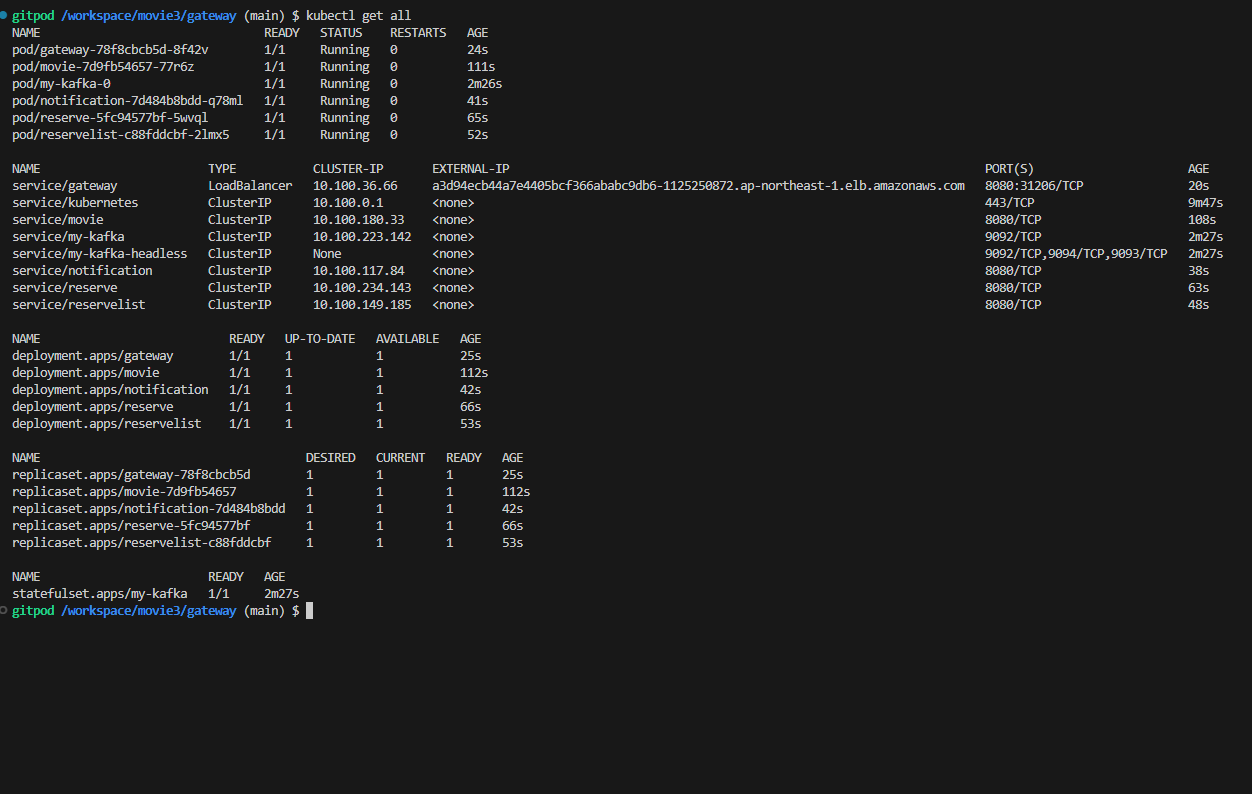 gitpod /workspace/movie3/gateway (main) $ kubectl get all
NAME READY STATUS RESTARTS AGE
pod/gateway-78f8cbcb5d-8f42v 1/1 Running 0 24s
pod/movie-7d9fb54657-77r6z 1/1 Running 0 111s
pod/my-kafka-0 1/1 Running 0 2m26s
pod/notification-7d484b8bdd-q78ml 1/1 Running 0 41s
pod/reserve-5fc94577bf-5wvql 1/1 Running 0 65s
pod/reservelist-c88fddcbf-2lmx5 1/1 Running 0 52s

NAME TYPE CLUSTER-IP EXTERNAL-IP PORT(S) AGE
service/gateway LoadBalancer 10.100.36.66 a3d94ecb44a7e4405bcf366ababc9db6-1125250872.ap-northeast-1.elb.amazonaws.com 8080:31206/TCP 20s
service/kubernetes ClusterIP 10.100.0.1 <none> 443/TCP 9m47s
service/movie ClusterIP 10.100.180.33 <none> 8080/TCP 108s
service/my-kafka ClusterIP 10.100.223.142 <none> 9092/TCP 2m27s
service/my-kafka-headless ClusterIP None <none> 9092/TCP,9094/TCP,9093/TCP 2m27s
service/notification ClusterIP 10.100.117.84 <none> 8080/TCP 38s
service/reserve ClusterIP 10.100.234.143 <none> 8080/TCP 63s
service/reservelist ClusterIP 10.100.149.185 <none> 8080/TCP 48s

NAME READY UP-TO-DATE AVAILABLE AGE
deployment.apps/gateway 1/1 1 1 25s
deployment.apps/movie 1/1 1 1 112s
deployment.apps/notification 1/1 1 1 42s
deployment.apps/reserve 1/1 1 1 66s
deployment.apps/reservelist 1/1 1 1 53s

NAME DESIRED CURRENT READY AGE
replicaset.apps/gateway-78f8cbcb5d 1 1 1 25s
replicaset.apps/movie-7d9fb54657 1 1 1 112s
replicaset.apps/notification-7d484b8bdd 1 1 1 42s
replicaset.apps/reserve-5fc94577bf 1 1 1 66s
replicaset.apps/reservelist-c88fddcbf 1 1 1 53s

NAME READY AGE
statefulset.apps/my-kafka 1/1 2m27s
gitpod /workspace/movie3/gateway (main) $